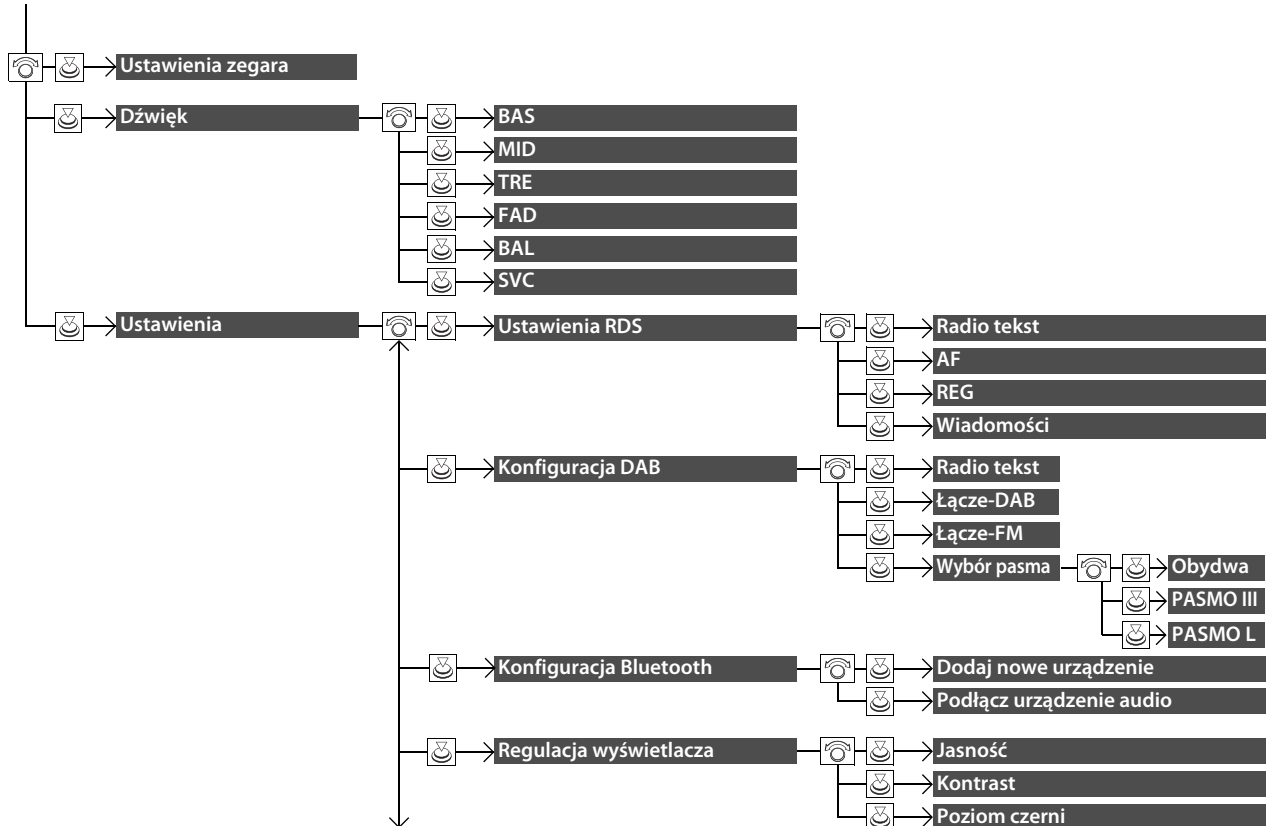 Ustawienia zegara
Dźwięk
BAS
MID
TRE
FAD
BAL
SVC
Ustawienia
Ustawienia RDS
Radio tekst
AF
REG
Wiadomości
Konfiguracja DAB
Radio tekst
Łącze-DAB
Łącze-FM
Wybór pasma
Obydwa
PASMO III
PASMO L
Konfiguracja Bluetooth
Dodaj nowe urządzenie
Podłącz urządzenie audio
Regulacja wyświetlacza
Jasność
Kontrast
Poziom czerni